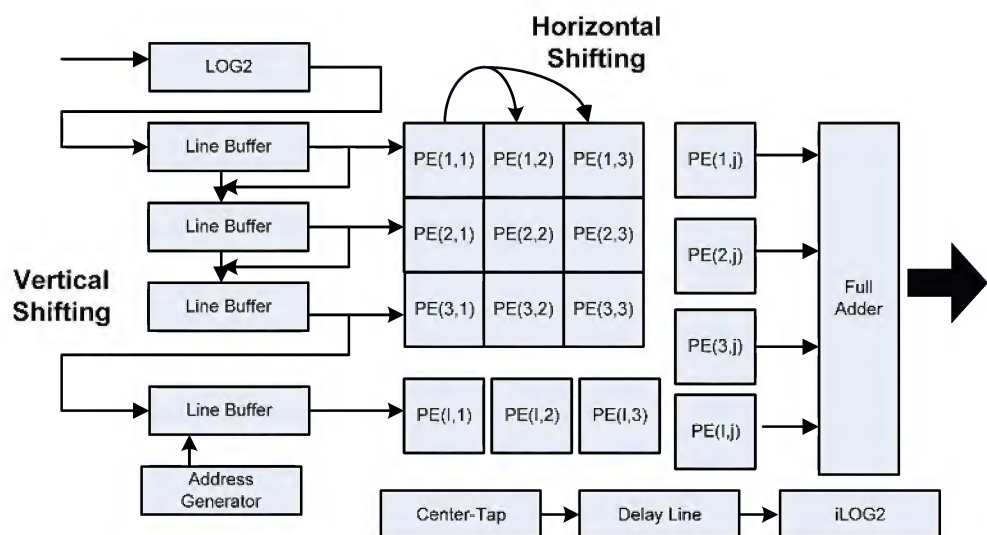 Horizontal
Shifting
LOG2
Line Buffer
PE(1,1) PE(1,2) PE(1,3) PE(1,j)
Line Buffer
PE(2,1) PE(2,2) PE(2,3) PE(2,j)
Vertical
Shifting
Line Buffer
PE(3,1) PE(3,2) PE(3,3) PE(3,j)
Full
Adder
Line Buffer
PE(I,1) PE(I,2) PE(I,3) PE(I,j)
Address
Generator
Center-Tap Delay Line iLOG2